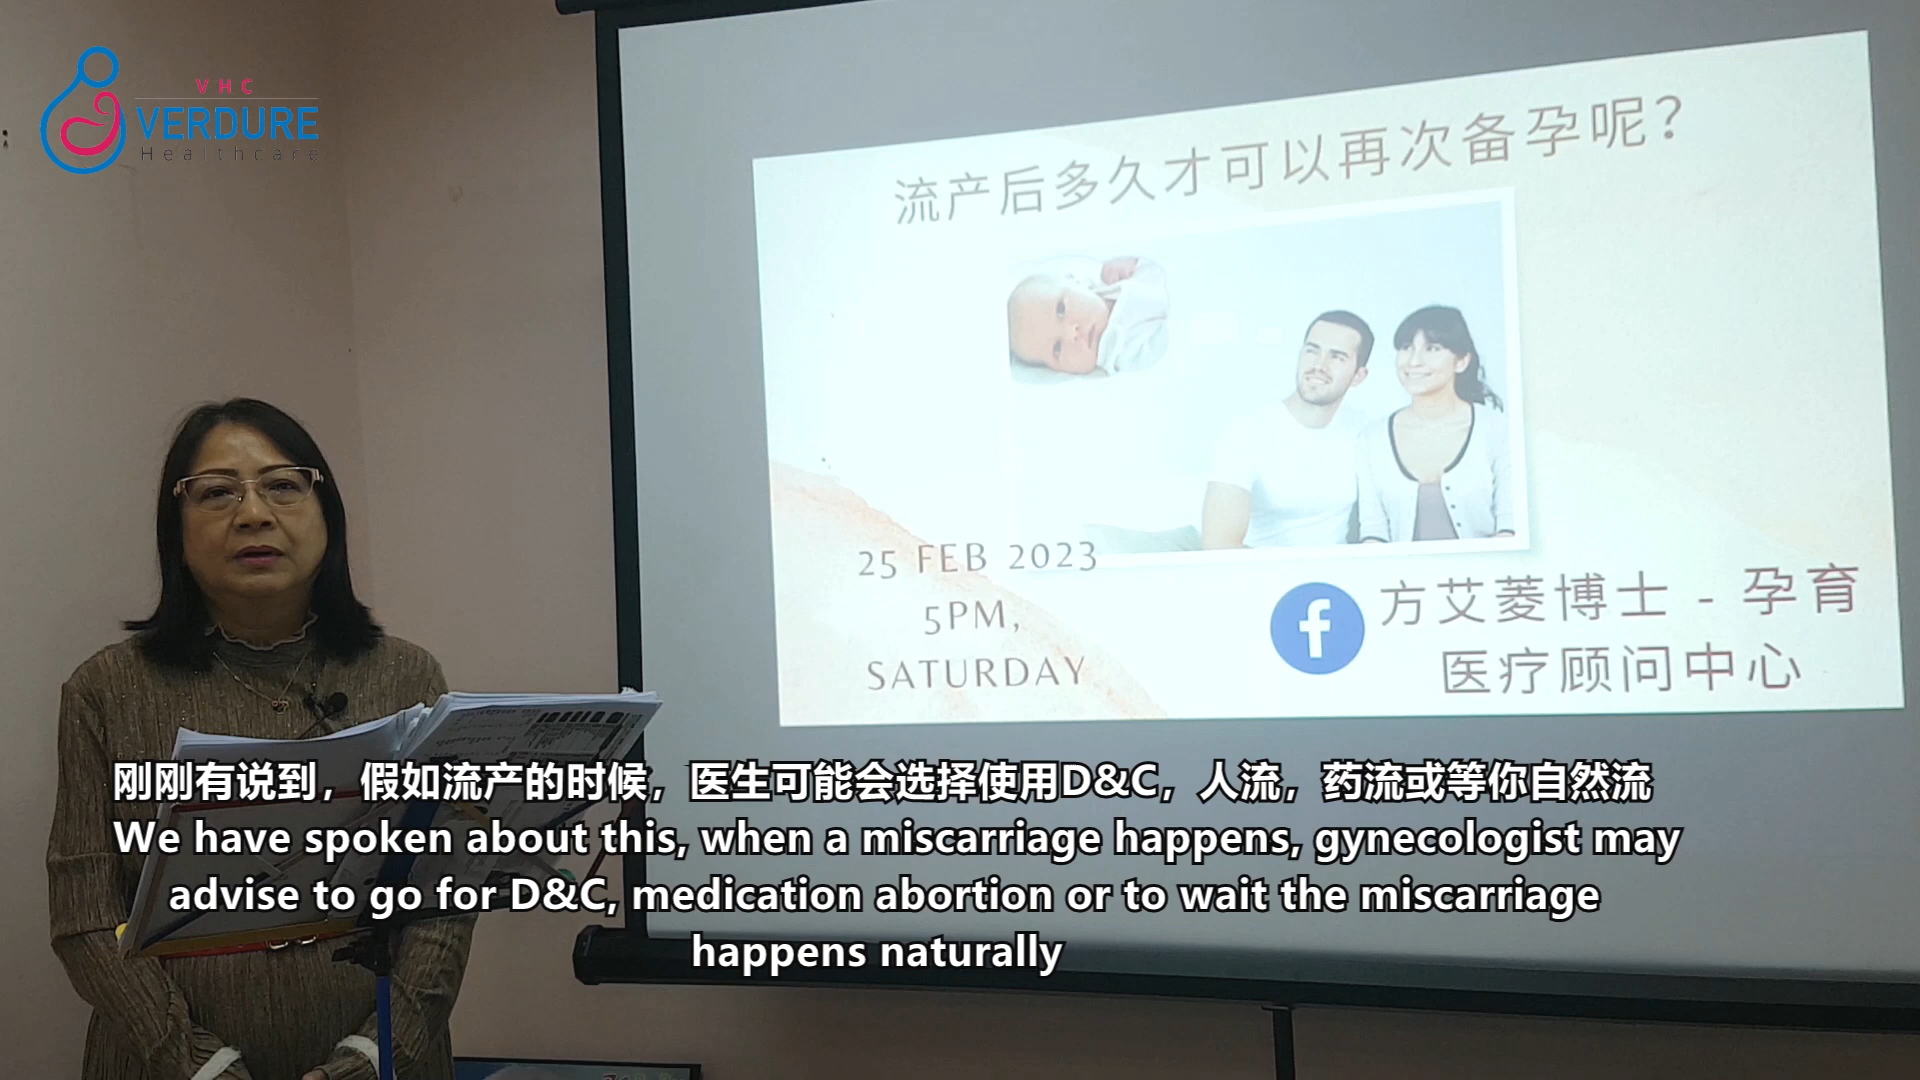 VHC
VERDURE
Healthcare
流产后多久才可以再次备孕呢？
25 FEB 2023
5PM,
SATURDAY
方艾菱博士 - 孕育
医疗顾问中心
刚刚有说到，假如流产的时候，医生可能会选择使用D&C，人流，药流或等你自然流
We have spoken about this, when a miscarriage happens, gynecologist may
advise to go for D&C, medication abortion or to wait the miscarriage
happens naturally